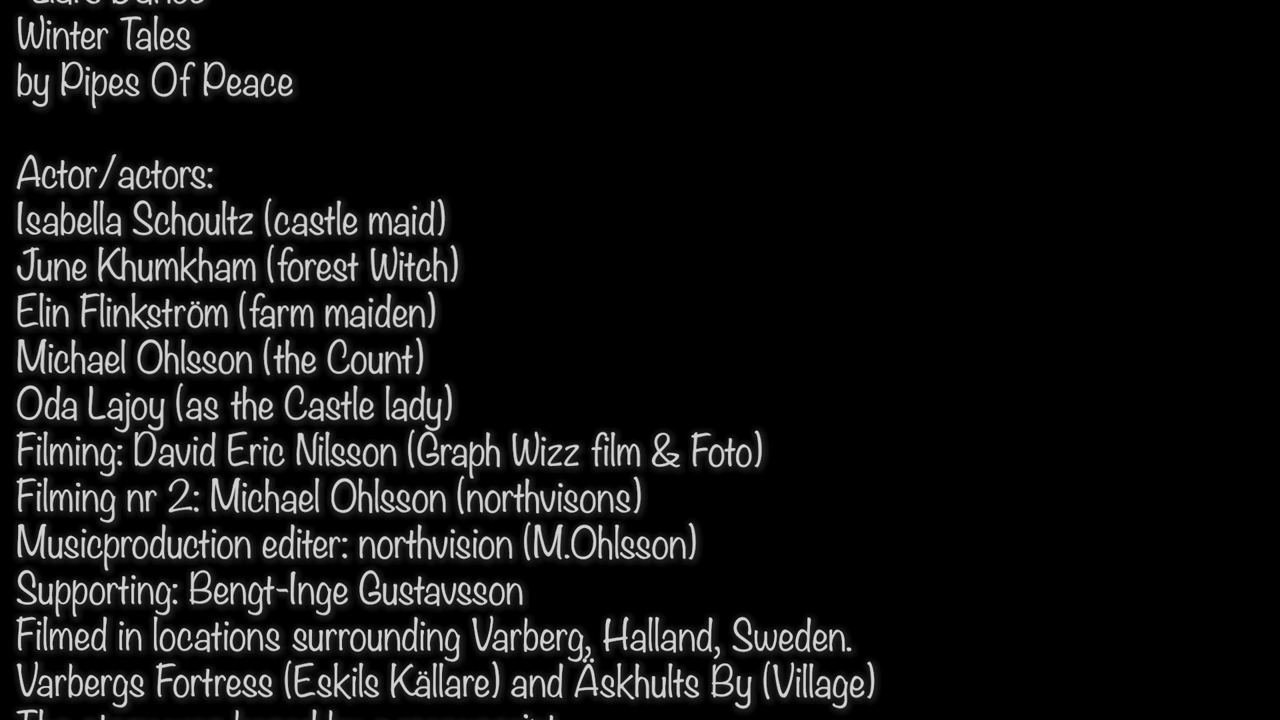 Winter Tales
by Pipes Of Peace
Actor/actors:
Isabella Schoultz (castle maid)
June Khumkham (forest Witch)
Elin Flinkström (farm maiden)
Michael Ohlsson (the Count)
Oda Lajoy (as the Castle lady)
Filming: David Eric Nilsson (Graph Wizz film & Foto)
Filming nr 2: Michael Ohlsson (northvisons)
Musicproduction editer: northvision (M.Ohlsson)
Supporting: Bengt-Inge Gustavsson
Filmed in locations surrounding Varberg, Halland, Sweden.
Varbergs Fortress (Eskils Källare) and Äskhults By (Village)